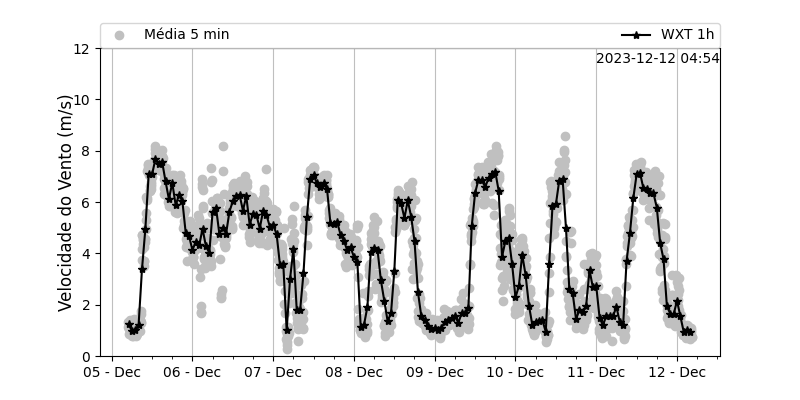 Média 5 min
WXT 1h
2023-12-12 04:54
Velocidade do Vento (m/s)
12
10
8
6
4
2
0
05 - Dec
06 - Dec
07 - Dec
08 - Dec
09 - Dec
10 - Dec
11 - Dec
12 - Dec